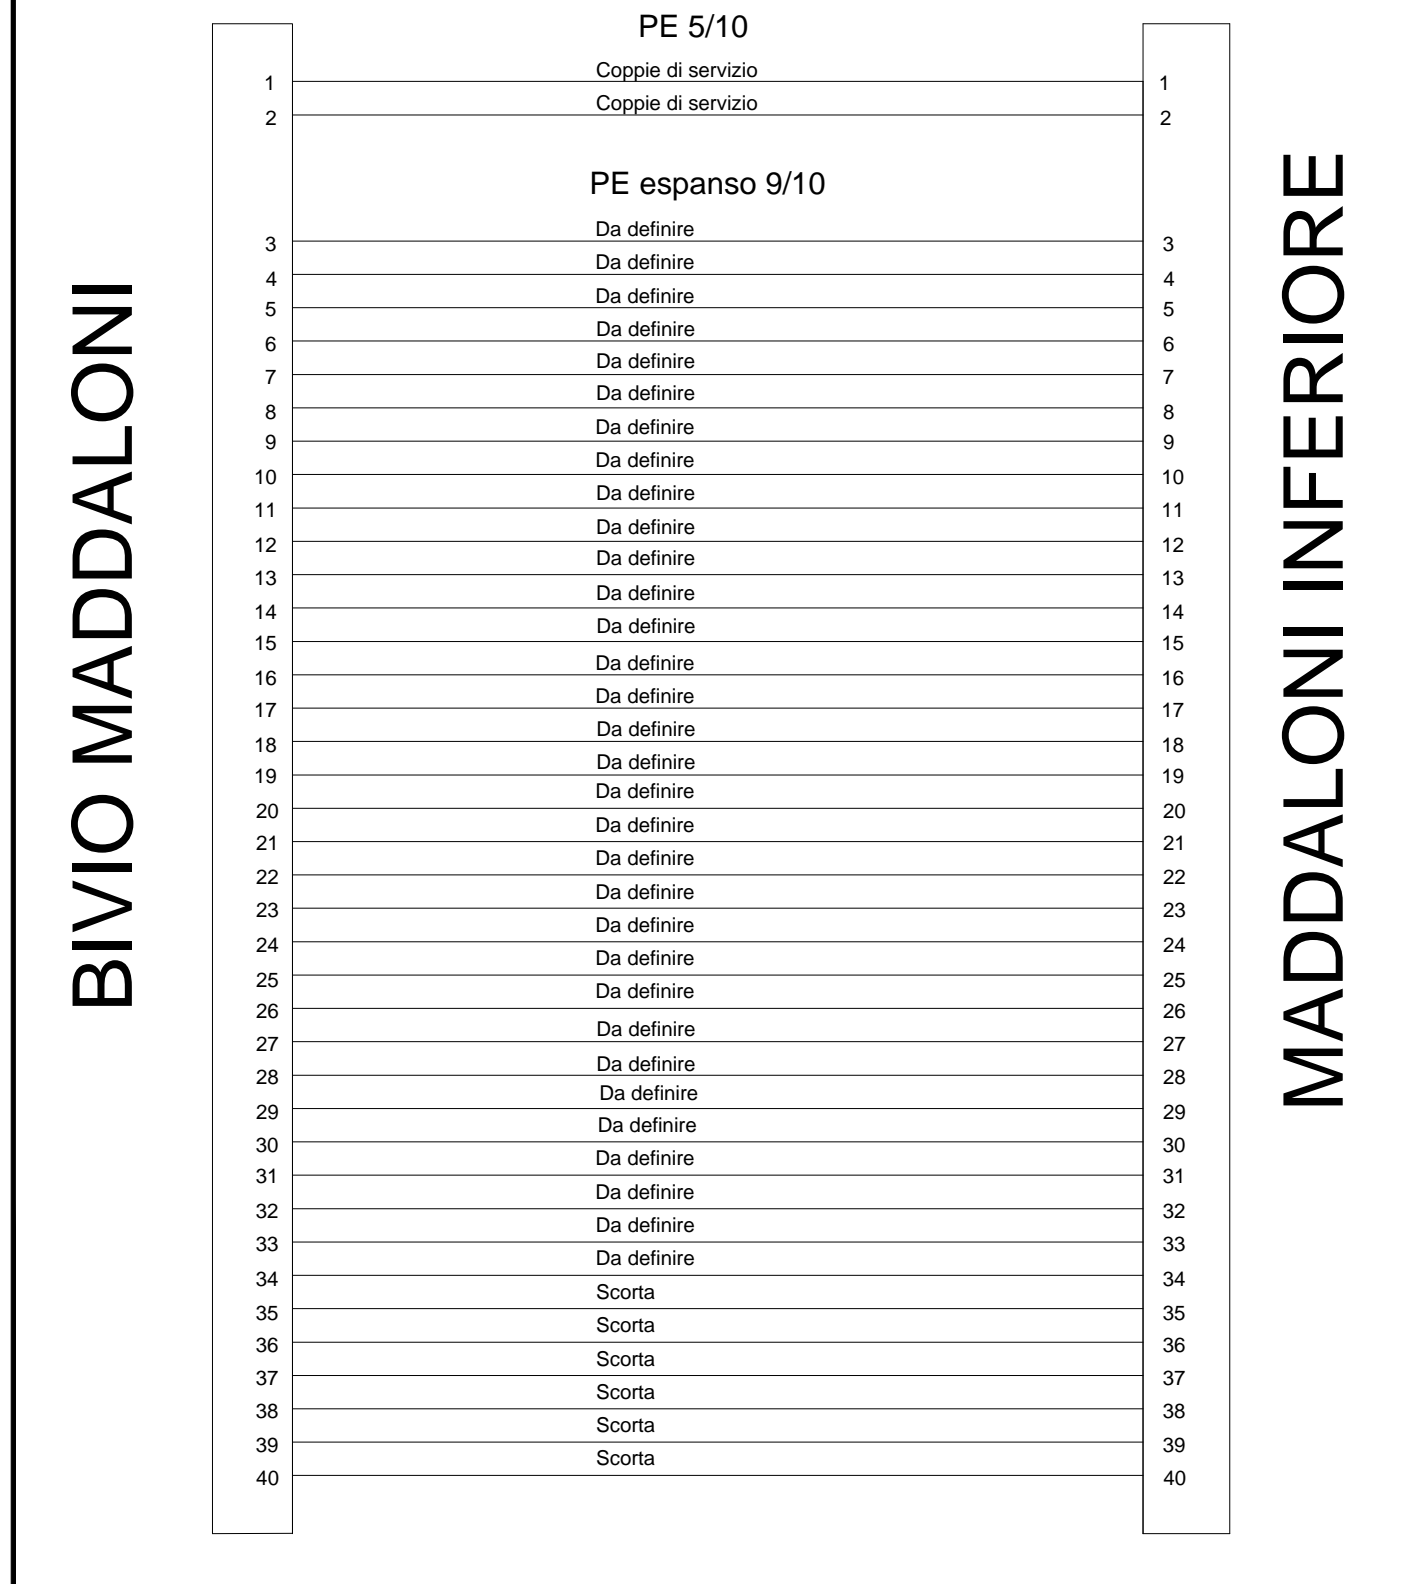 PE 5/10
Coppie di servizio
1 1
Coppie di servizio
2 2
PE espanso 9/10
Da definire
3 3
Da definire
4 4
Da definire
5 5
Da definire
6 6
Da definire
7 7
Da definire
8 8
Da definire
9 9
Da definire
10 10
Da definire
11 11
Da definire
12 12
Da definire
13 13
Da definire
14 14
Da definire
15 15
Da definire
16 16
Da definire
17 17
Da definire
18 18
Da definire
19 19
Da definire
20 20
Da definire
21 21
Da definire
22 22
Da definire
23 23
Da definire
24 24
Da definire
25 25
Da definire
26 26
Da definire
27 27
Da definire
28 28
Da definire
29 29
Da definire
30 30
Da definire
31 31
Da definire
32 32
Da definire
33 33
Da definire
34 34
Scorta
35 35
Scorta
36 36
Scorta
37 37
Scorta
38 38
Scorta
39 39
Scorta
40 40
BIVIO MADDALONI
MADDALONI INFERIORE